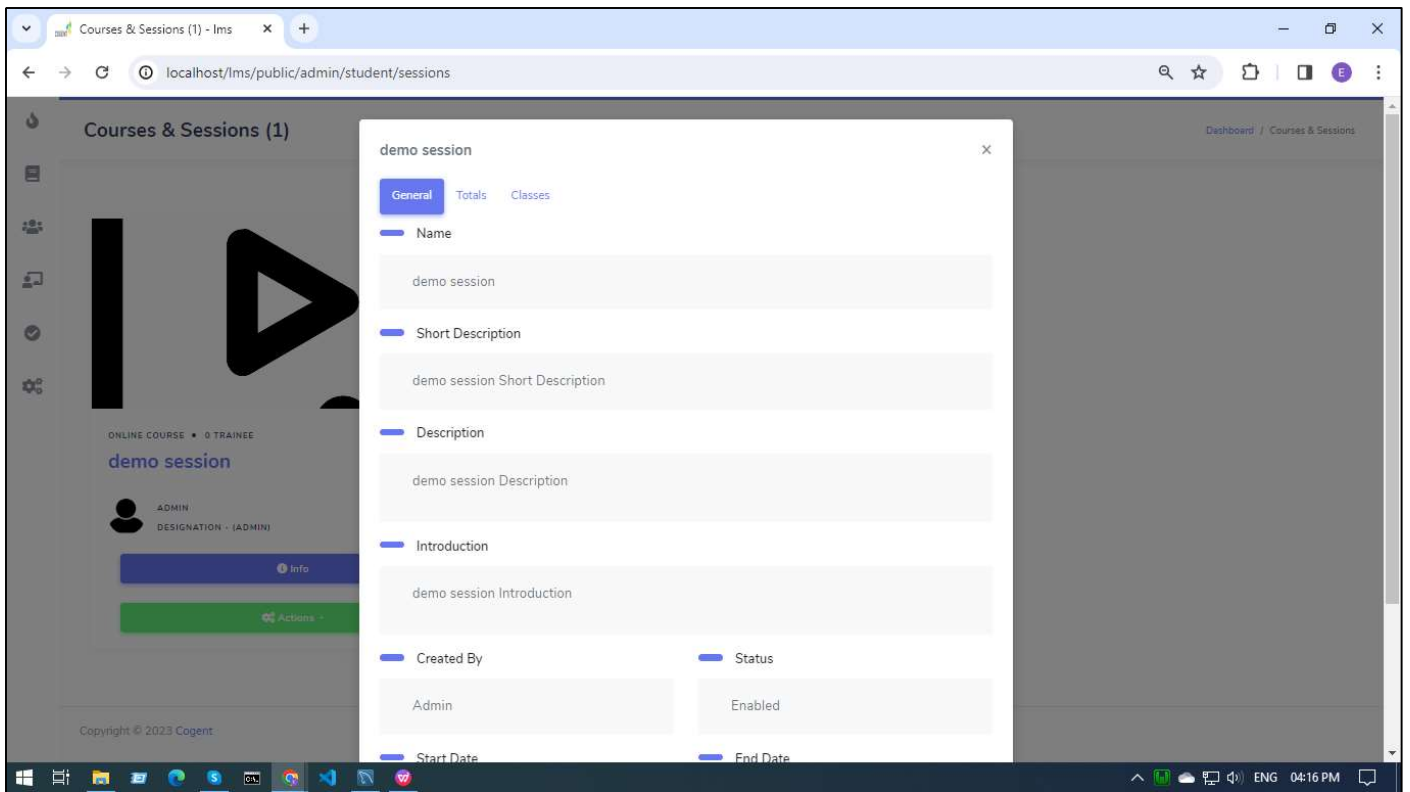 Courses & Sessions (1) - lms
localhost/lms/public/admin/student/sessions
E
Courses & Sessions (1)
Dashboard / Courses & Sessions
demo session
General Totals Classes
Name
demo session
Short Description
demo session Short Description
Description
demo session Description
Introduction
demo session Introduction
Created By Status
Admin Enabled
Start Date End Date
ONLINE COURSE • 0 TRAINEE
demo session
ADMIN
DESIGNATION - (ADMIN)
Info
Actions -
Copyright © 2023 Cogent
ENG 04:16 PM